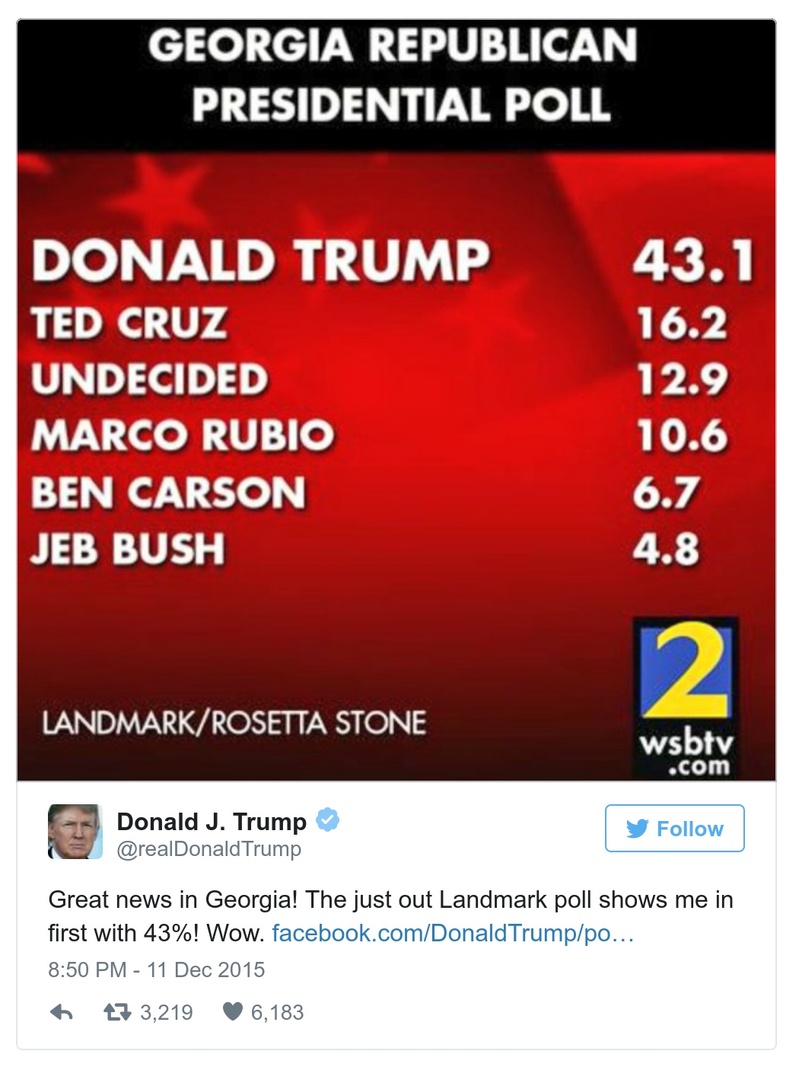 GEORGIA REPUBLICAN
PRESIDENTIAL POLL
DONALD TRUMP 43.1
TED CRUZ 16.2
UNDECIDED 12.9
MARCO RUBIO 10.6
BEN CARSON 6.7
JEB BUSH 4.8
LANDMARK/ROSETTA STONE
2
wsbtv
.com
Donald J. Trump
@realDonaldTrump
Follow
Great news in Georgia! The just out Landmark poll shows me in
first with 43%! Wow. facebook.com/DonaldTrump/po…
8:50 PM - 11 Dec 2015
3,219 6,183